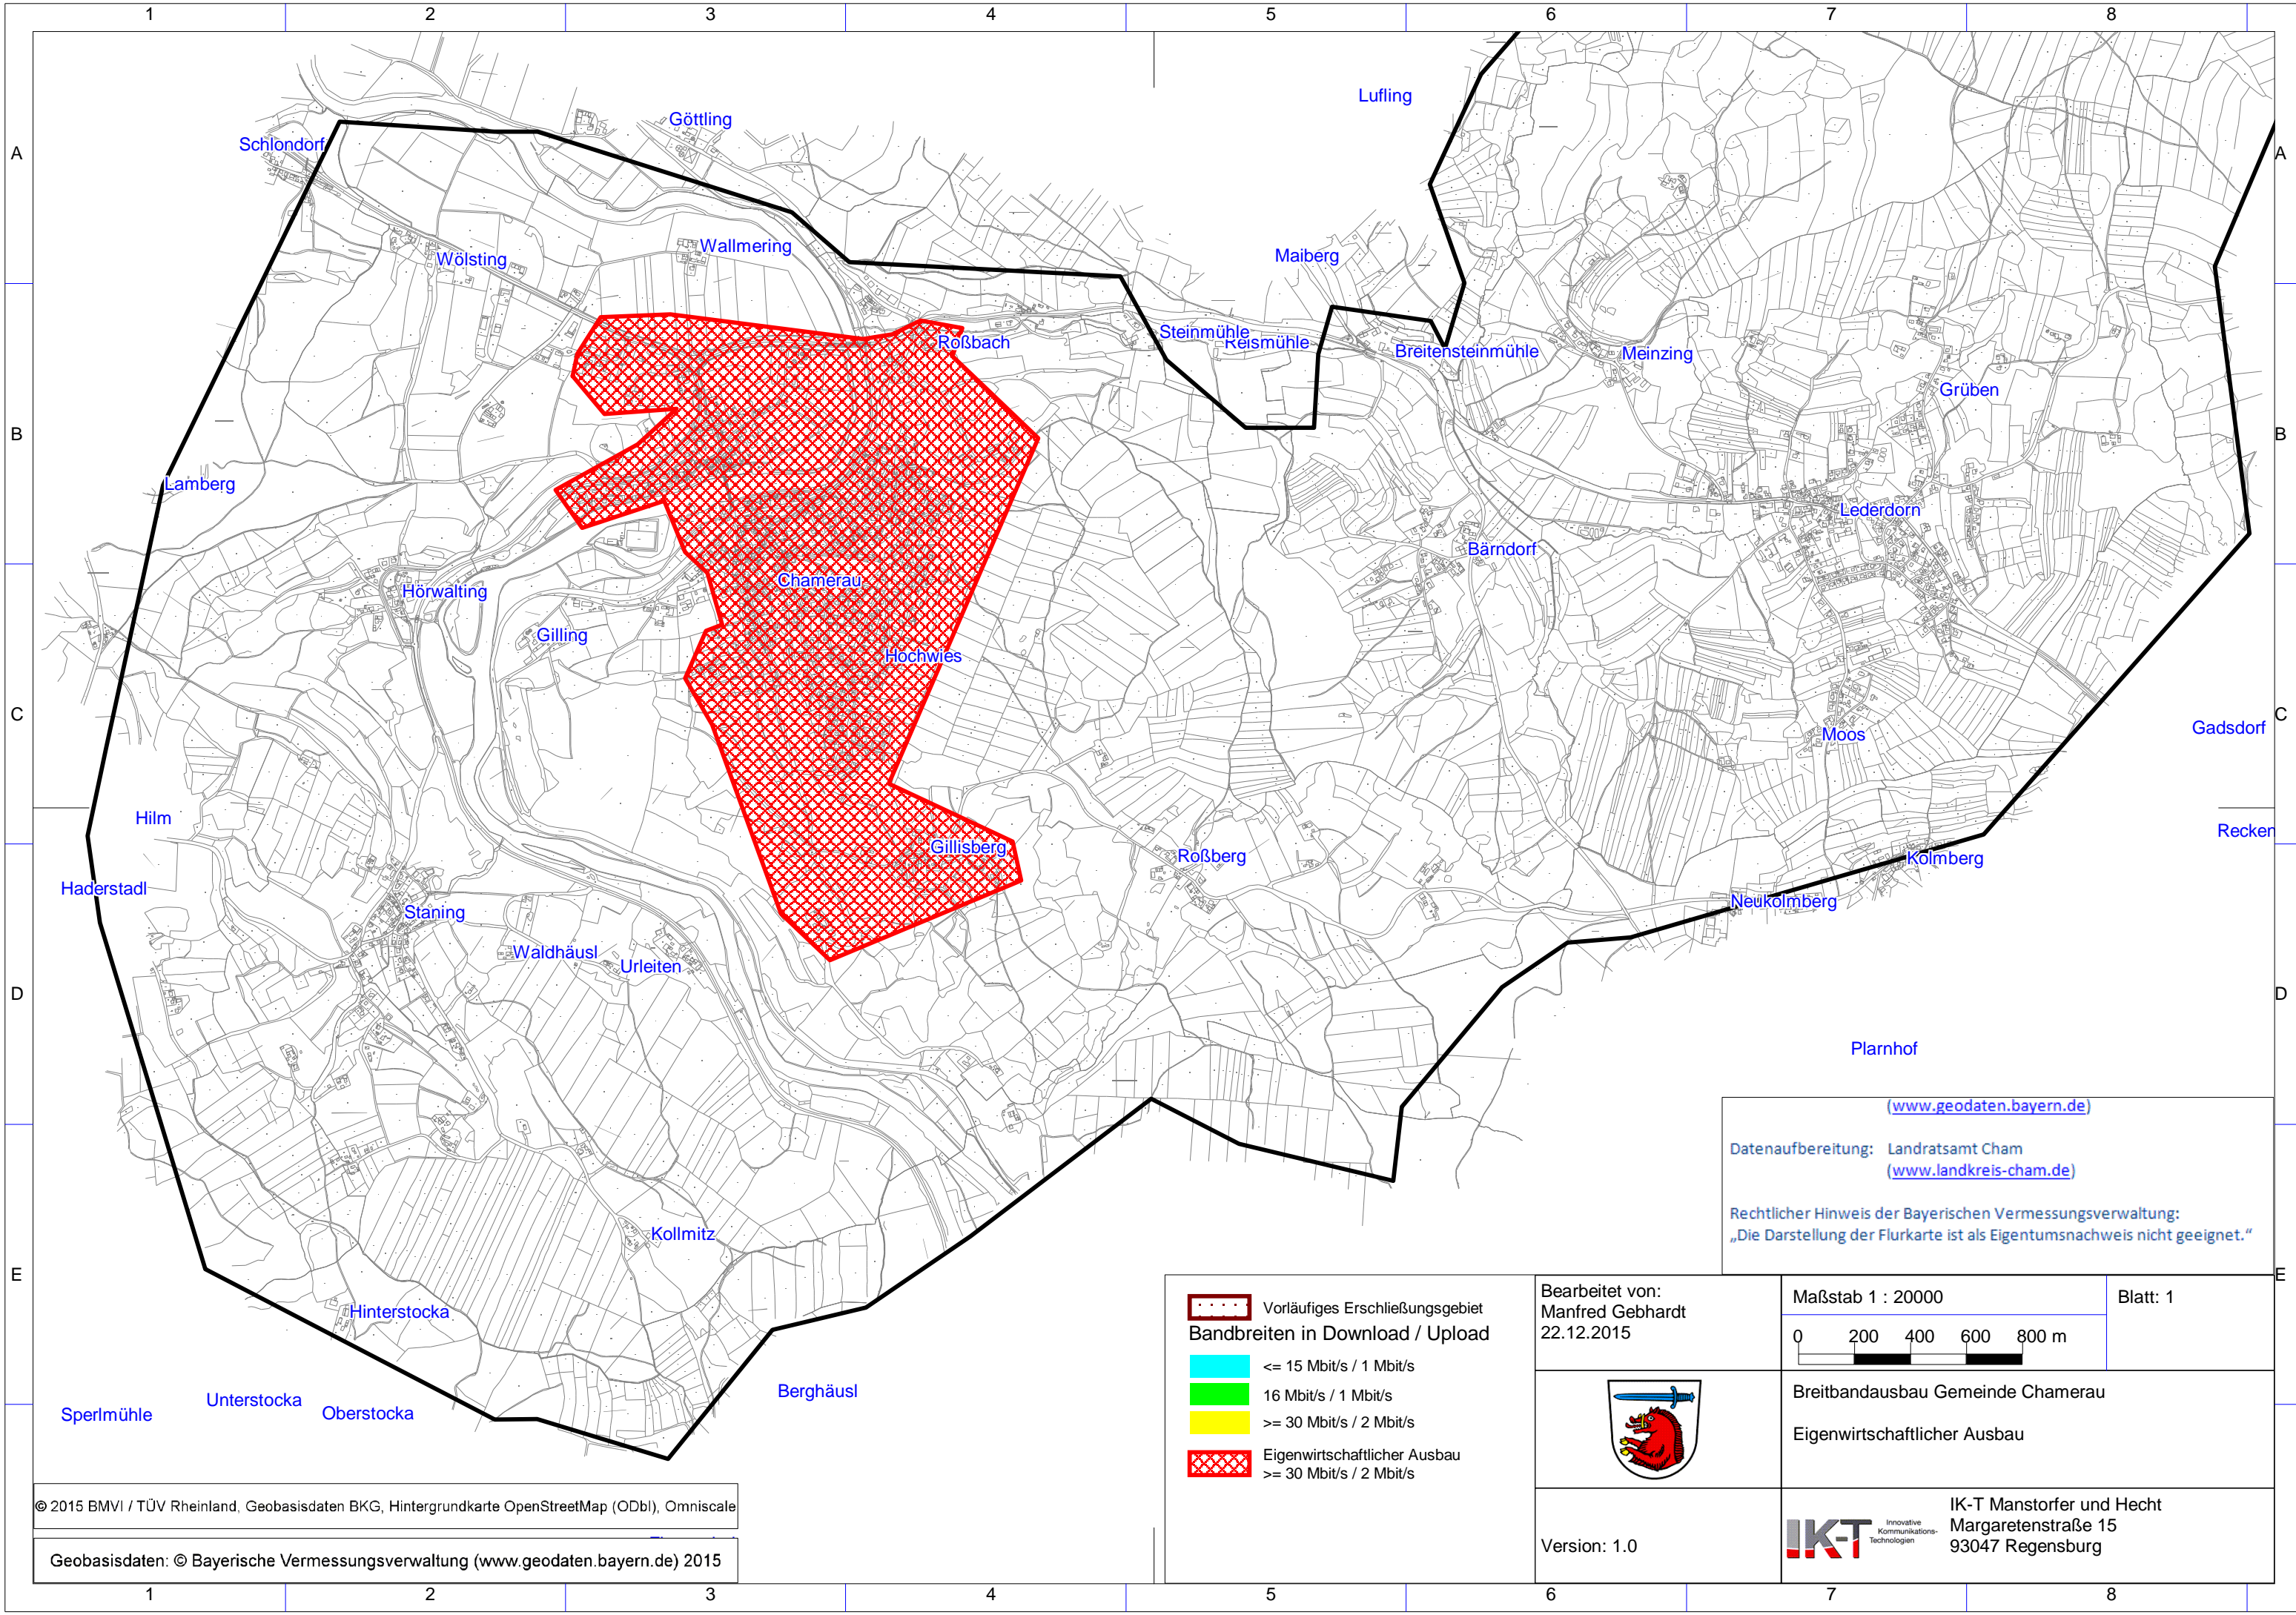 1 2 3 4 5 6 7 8
A A
B B
C C
D D
E E
Lufling
Göttling
Schlondorf
Wallmering
Wölsting
Maiberg
Steinmühle
Reismühle
Roßbach
Breitensteinmühle
Meinzing
Grüben
Lamberg
Lederdorn
Bärndorf
Chamerau
Hörwalting
Gilling
Hochwies
Gadsdorf
Moos
Hilm
Recken
Gillisberg
Roßberg
Kolmberg
Haderstadl
Neukolmberg
Staning
Waldhäusl
Urleiten
Plarnhof
Kollmitz
Hinterstocka
Berghäusl
Unterstocka
Oberstocka
Sperlmühle
(www.geodaten.bayern.de)
Datenaufbereitung: Landratsamt Cham
(www.landkreis-cham.de)
Rechtlicher Hinweis der Bayerischen Vermessungsverwaltung:
„Die Darstellung der Flurkarte ist als Eigentumsnachweis nicht geeignet.“
Vorläufiges Erschließungsgebiet
Bandbreiten in Download / Upload
<= 15 Mbit/s / 1 Mbit/s
16 Mbit/s / 1 Mbit/s
>= 30 Mbit/s / 2 Mbit/s
Eigenwirtschaftlicher Ausbau
>= 30 Mbit/s / 2 Mbit/s
Bearbeitet von:
Manfred Gebhardt
22.12.2015
Maßstab 1 : 20000
Blatt: 1
0 200 400 600 800 m
Breitbandausbau Gemeinde Chamerau
Eigenwirtschaftlicher Ausbau
Version: 1.0
IK-T
Innovative
Kommunikations-
Technologien
IK-T Manstorfer und Hecht
Margaretenstraße 15
93047 Regensburg
© 2015 BMVI / TÜV Rheinland, Geobasisdaten BKG, Hintergrundkarte OpenStreetMap (ODbl), Omniscale
Geobasisdaten: © Bayerische Vermessungsverwaltung (www.geodaten.bayern.de) 2015
1 2 3 4 5 6 7 8